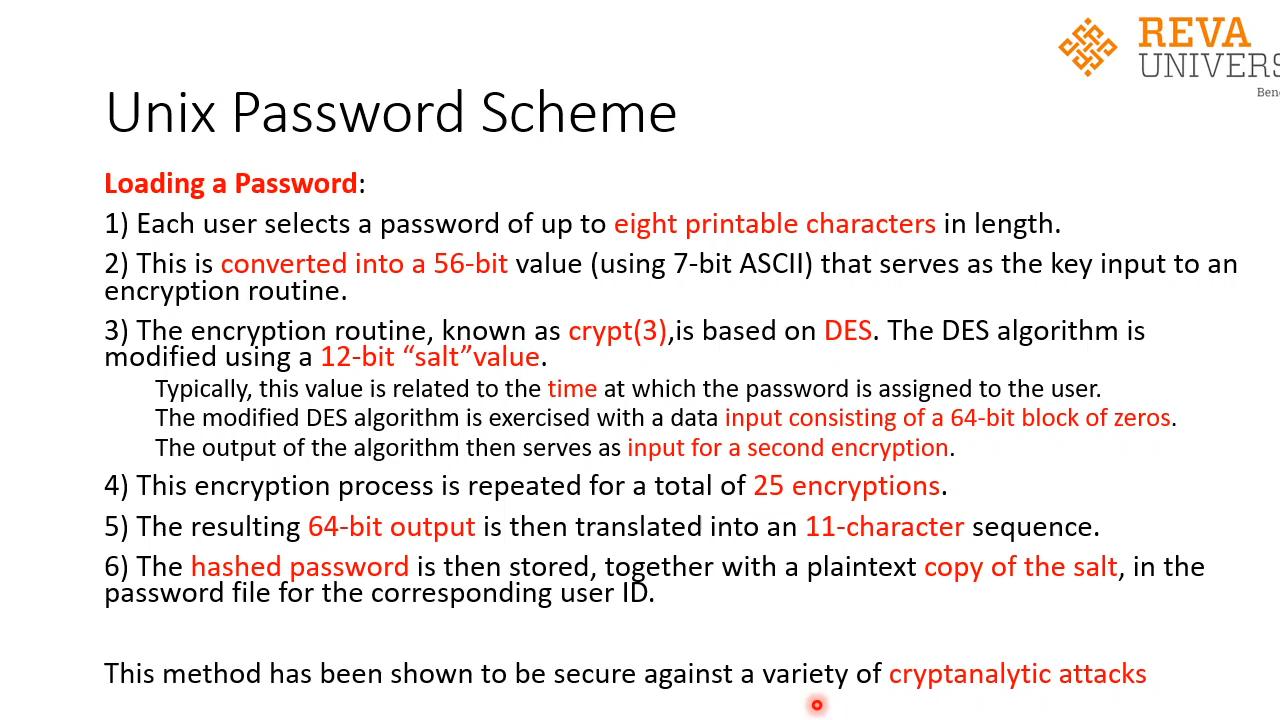 REVA
UNIVERS
Bene
Unix Password Scheme
Loading a Password:
1) Each user selects a password of up to eight printable characters in length.
2) This is converted into a 56-bit value (using 7-bit ASCII) that serves as the key input to an
encryption routine.
3) The encryption routine, known as crypt(3),is based on DES. The DES algorithm is
modified using a 12-bit “salt”value.
Typically, this value is related to the time at which the password is assigned to the user.
The modified DES algorithm is exercised with a data input consisting of a 64-bit block of zeros.
The output of the algorithm then serves as input for a second encryption.
4) This encryption process is repeated for a total of 25 encryptions.
5) The resulting 64-bit output is then translated into an 11-character sequence.
6) The hashed password is then stored, together with a plaintext copy of the salt, in the
password file for the corresponding user ID.
This method has been shown to be secure against a variety of cryptanalytic attacks